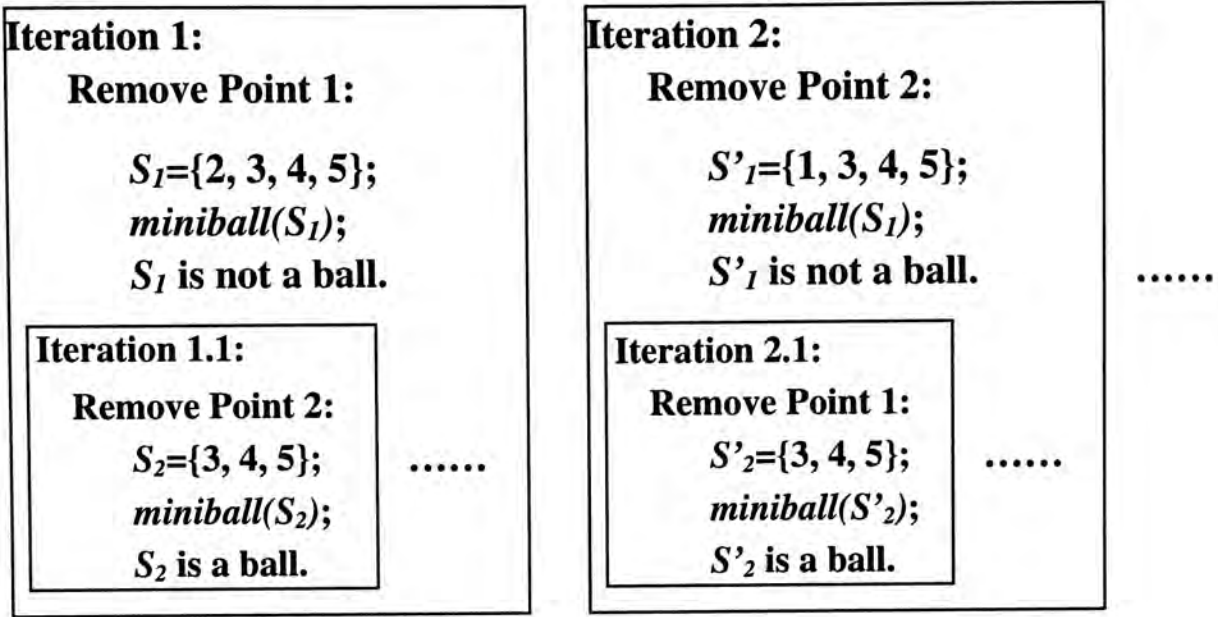 Iteration 1:
Remove Point 1:
S₁={2, 3, 4, 5};
miniball(S₁);
S₁ is not a ball.
Iteration 1.1:
Remove Point 2:
S₂={3, 4, 5};
miniball(S₂);
S₂ is a ball.
......
Iteration 2:
Remove Point 2:
S’₁={1, 3, 4, 5};
miniball(S₁);
S’₁ is not a ball.
Iteration 2.1:
Remove Point 1:
S’₂={3, 4, 5};
miniball(S’₂);
S’₂ is a ball.
......
......